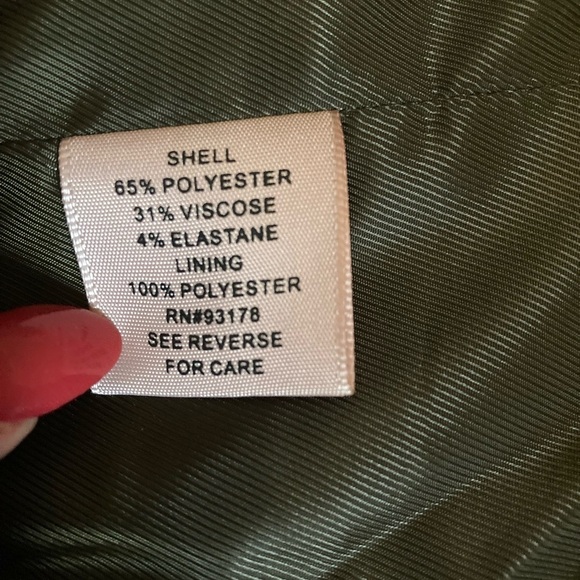 SHELL
65% POLYESTER
31% VISCOSE
4% ELASTANE
LINING
100% POLYESTER
RN#93178
SEE REVERSE
FOR CARE